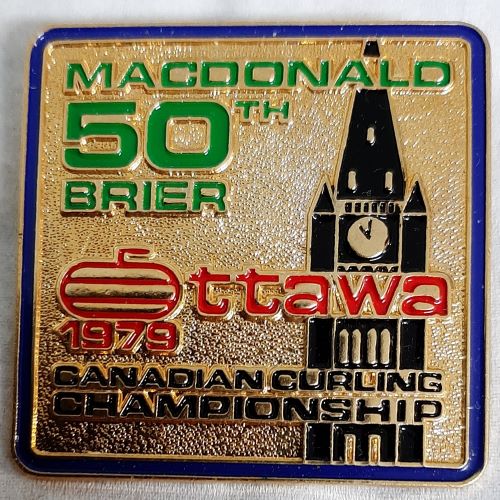 MACDONALD
50TH
BRIER
Ottawa
1979
CANADIAN CURLING
CHAMPIONSHIP